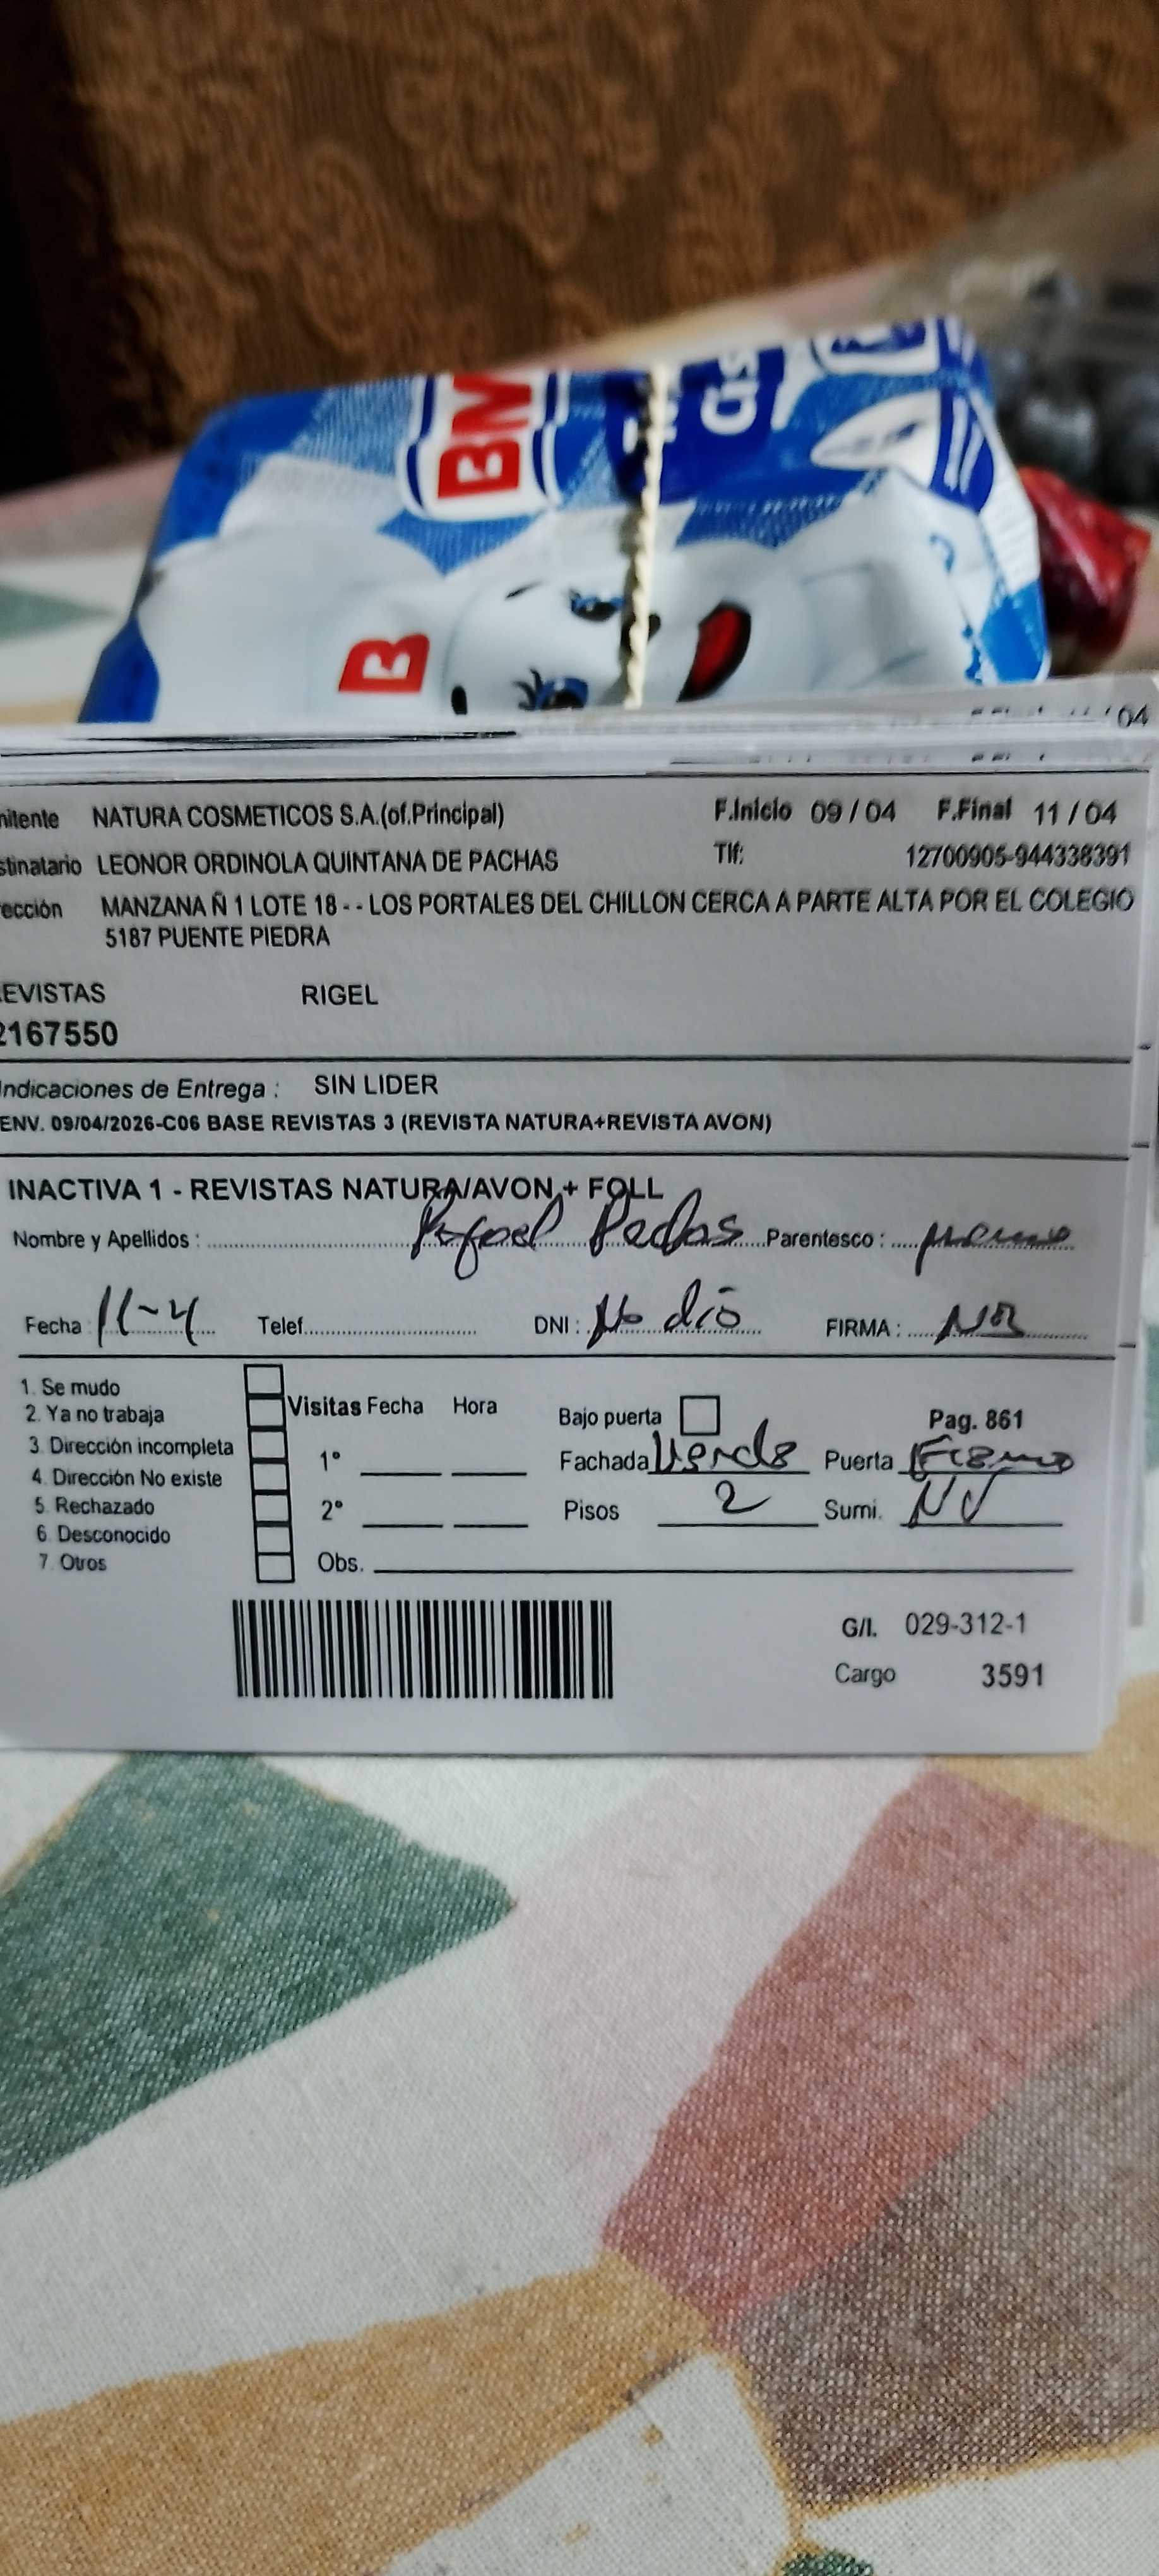 BM
B
F.Final 11/04
mitente NATURA COSMETICOS S.A.(of.Principal) F.Inicio 09 / 04 F.Final 11 / 04
stinatario LEONOR ORDINOLA QUINTANA DE PACHAS Tlf: 12700905-944338391
ección MANZANA Ñ 1 LOTE 18 - - LOS PORTALES DEL CHILLON CERCA A PARTE ALTA POR EL COLEGIO
5187 PUENTE PIEDRA
EVISTAS RIGEL
2167550
Indicaciones de Entrega : SIN LIDER
ENV. 09/04/2026-C06 BASE REVISTAS 3 (REVISTA NATURA+REVISTA AVON)
INACTIVA 1 - REVISTAS NATURA/AVON + FOLL
Nombre y Apellidos : Rafael Parentesco :
Fecha : 11-4 Telef. DNI : No dio FIRMA :
1. Se mudo
2. Ya no trabaja
3. Dirección incompleta
4. Dirección No existe
5. Rechazado
6. Desconocido
7. Otros
Visitas Fecha Hora
1°
2°
Obs.
Bajo puerta Pag. 861
Fachada Verde Puerta Fierro
Pisos 2 Sumi. NV
G/I. 029-312-1
Cargo 3591